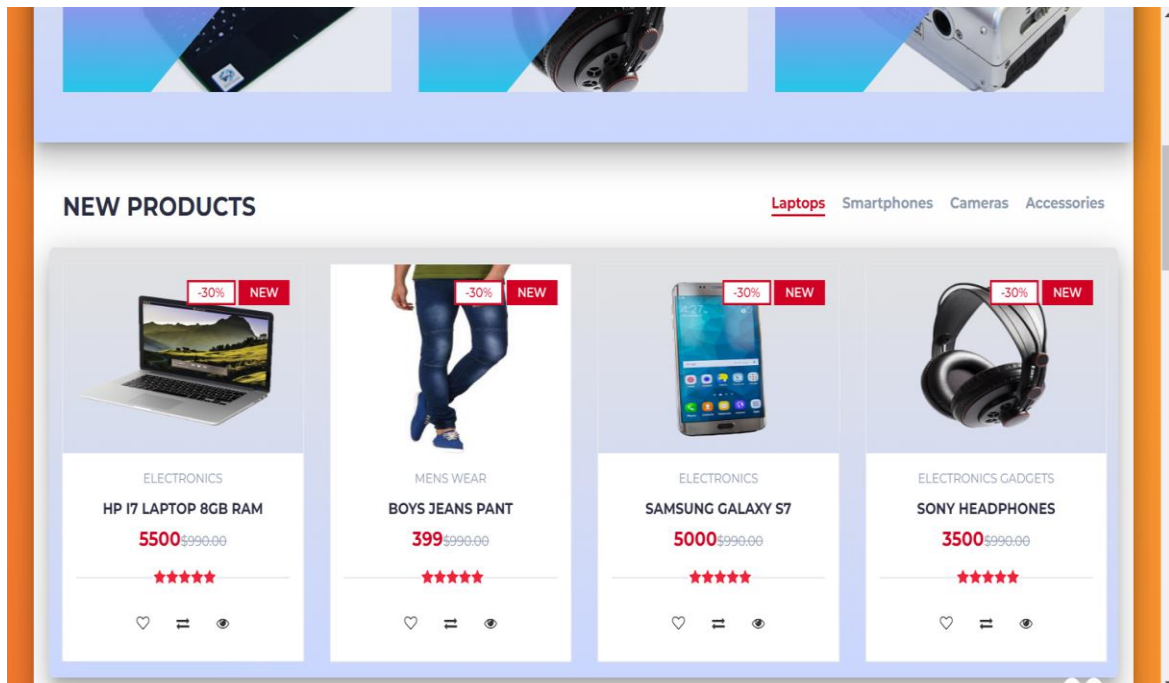 NEW PRODUCTS
Laptops Smartphones Cameras Accessories
-30% NEW
-30% NEW
-30% NEW
-30% NEW
4:27
ELECTRONICS
HP I7 LAPTOP 8GB RAM
5500$990.00
MENS WEAR
BOYS JEANS PANT
399$990.00
ELECTRONICS
SAMSUNG GALAXY S7
5000$990.00
ELECTRONICS GADGETS
SONY HEADPHONES
3500$990.00